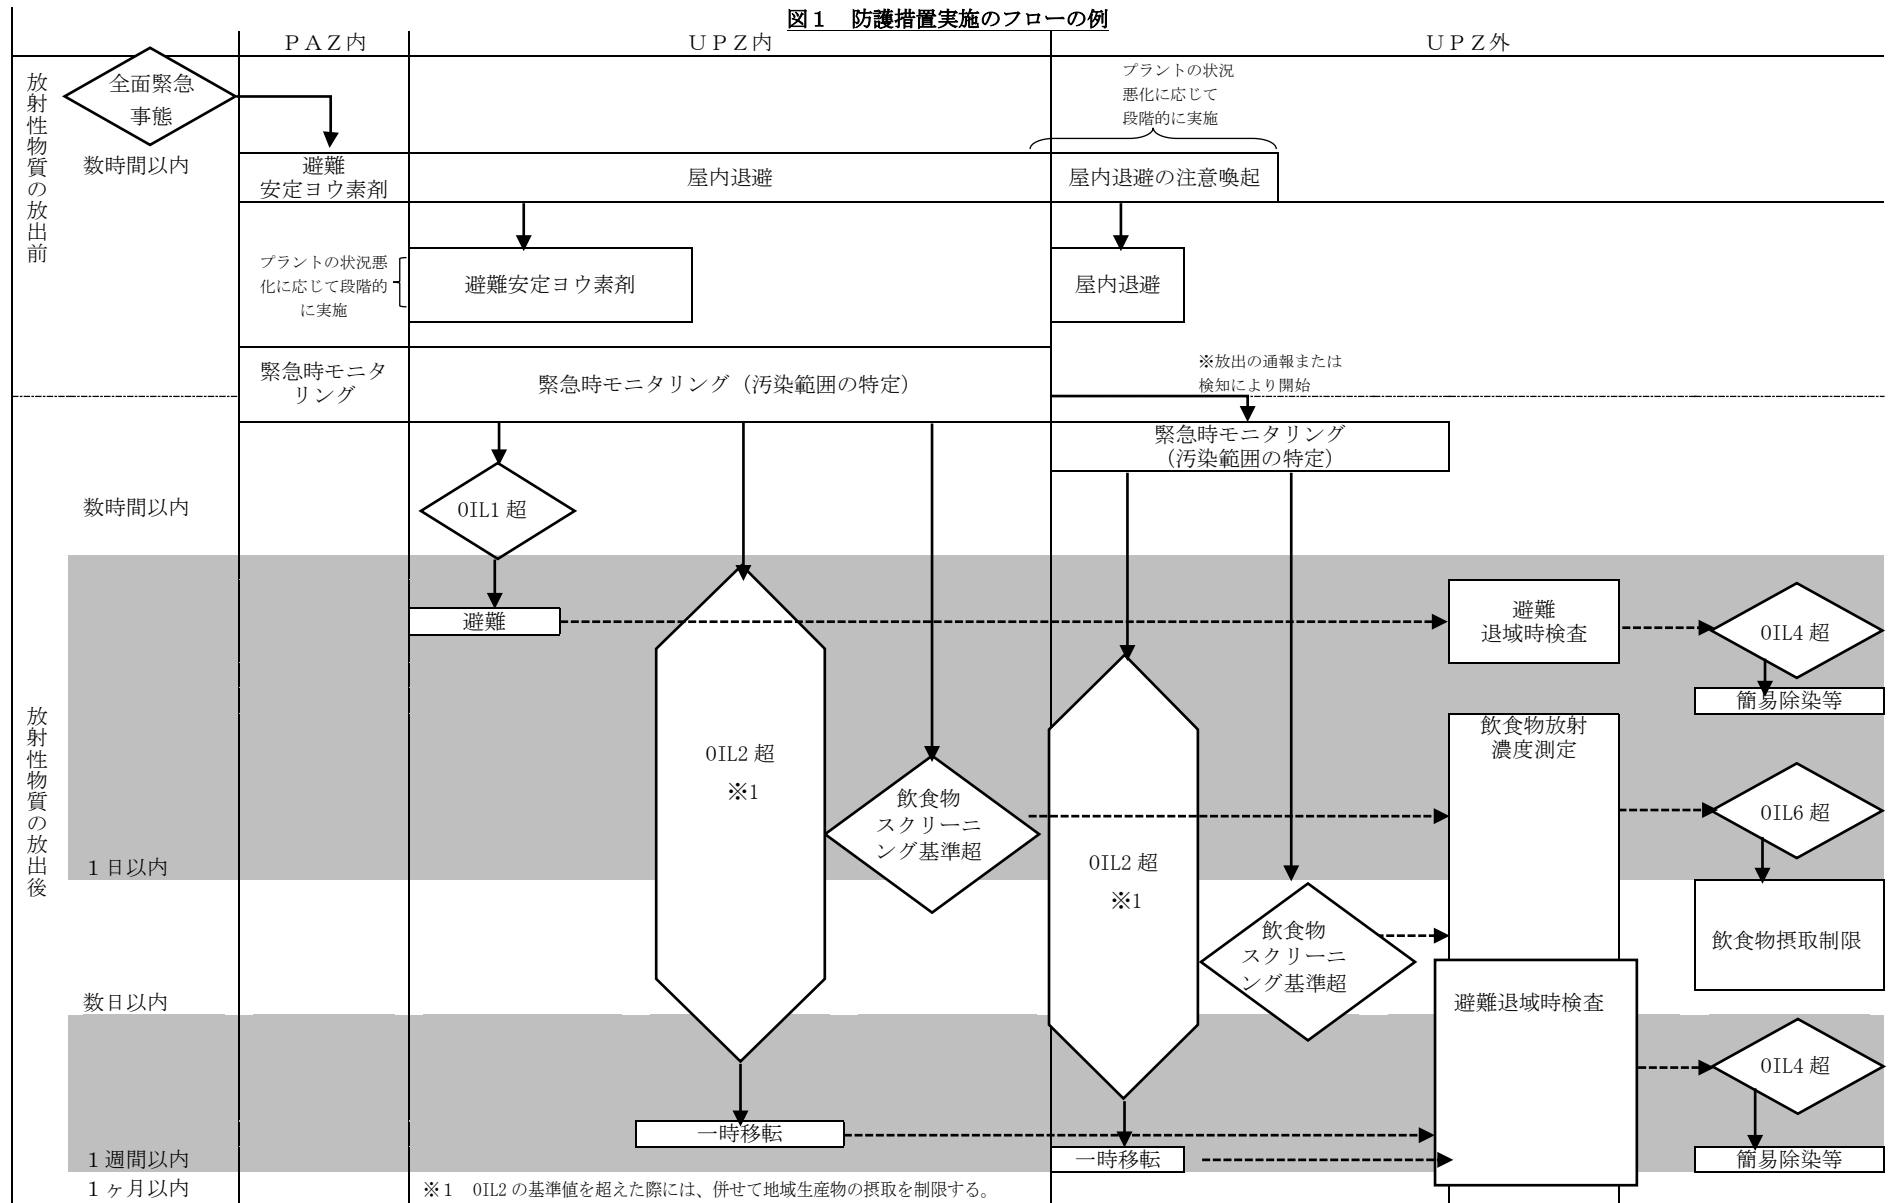 図１　防護措置実施のフローの例
ＰＡＺ内
ＵＰＺ内
ＵＰＺ外
放射性物質の放出前
全面緊急
事態
プラントの状況
悪化に応じて
段階的に実施
数時間以内
避難
安定ヨウ素剤
屋内退避
屋内退避の注意喚起
プラントの状況悪
化に応じて段階的
に実施
避難安定ヨウ素剤
屋内退避
緊急時モニタ
リング
緊急時モニタリング（汚染範囲の特定）
※放出の通報または
検知により開始
緊急時モニタリング
（汚染範囲の特定）
放射性物質の放出後
数時間以内
OIL1 超
避難
避難
退域時検査
OIL4 超
簡易除染等
OIL2 超
※1
飲食物
スクリーニ
ング基準超
飲食物放射
濃度測定
OIL6 超
１日以内
OIL2 超
※1
飲食物
スクリーニ
ング基準超
飲食物摂取制限
数日以内
避難退域時検査
OIL4 超
一時移転
１週間以内
一時移転
簡易除染等
１ヶ月以内
※１　OIL2 の基準値を超えた際には、併せて地域生産物の摂取を制限する。